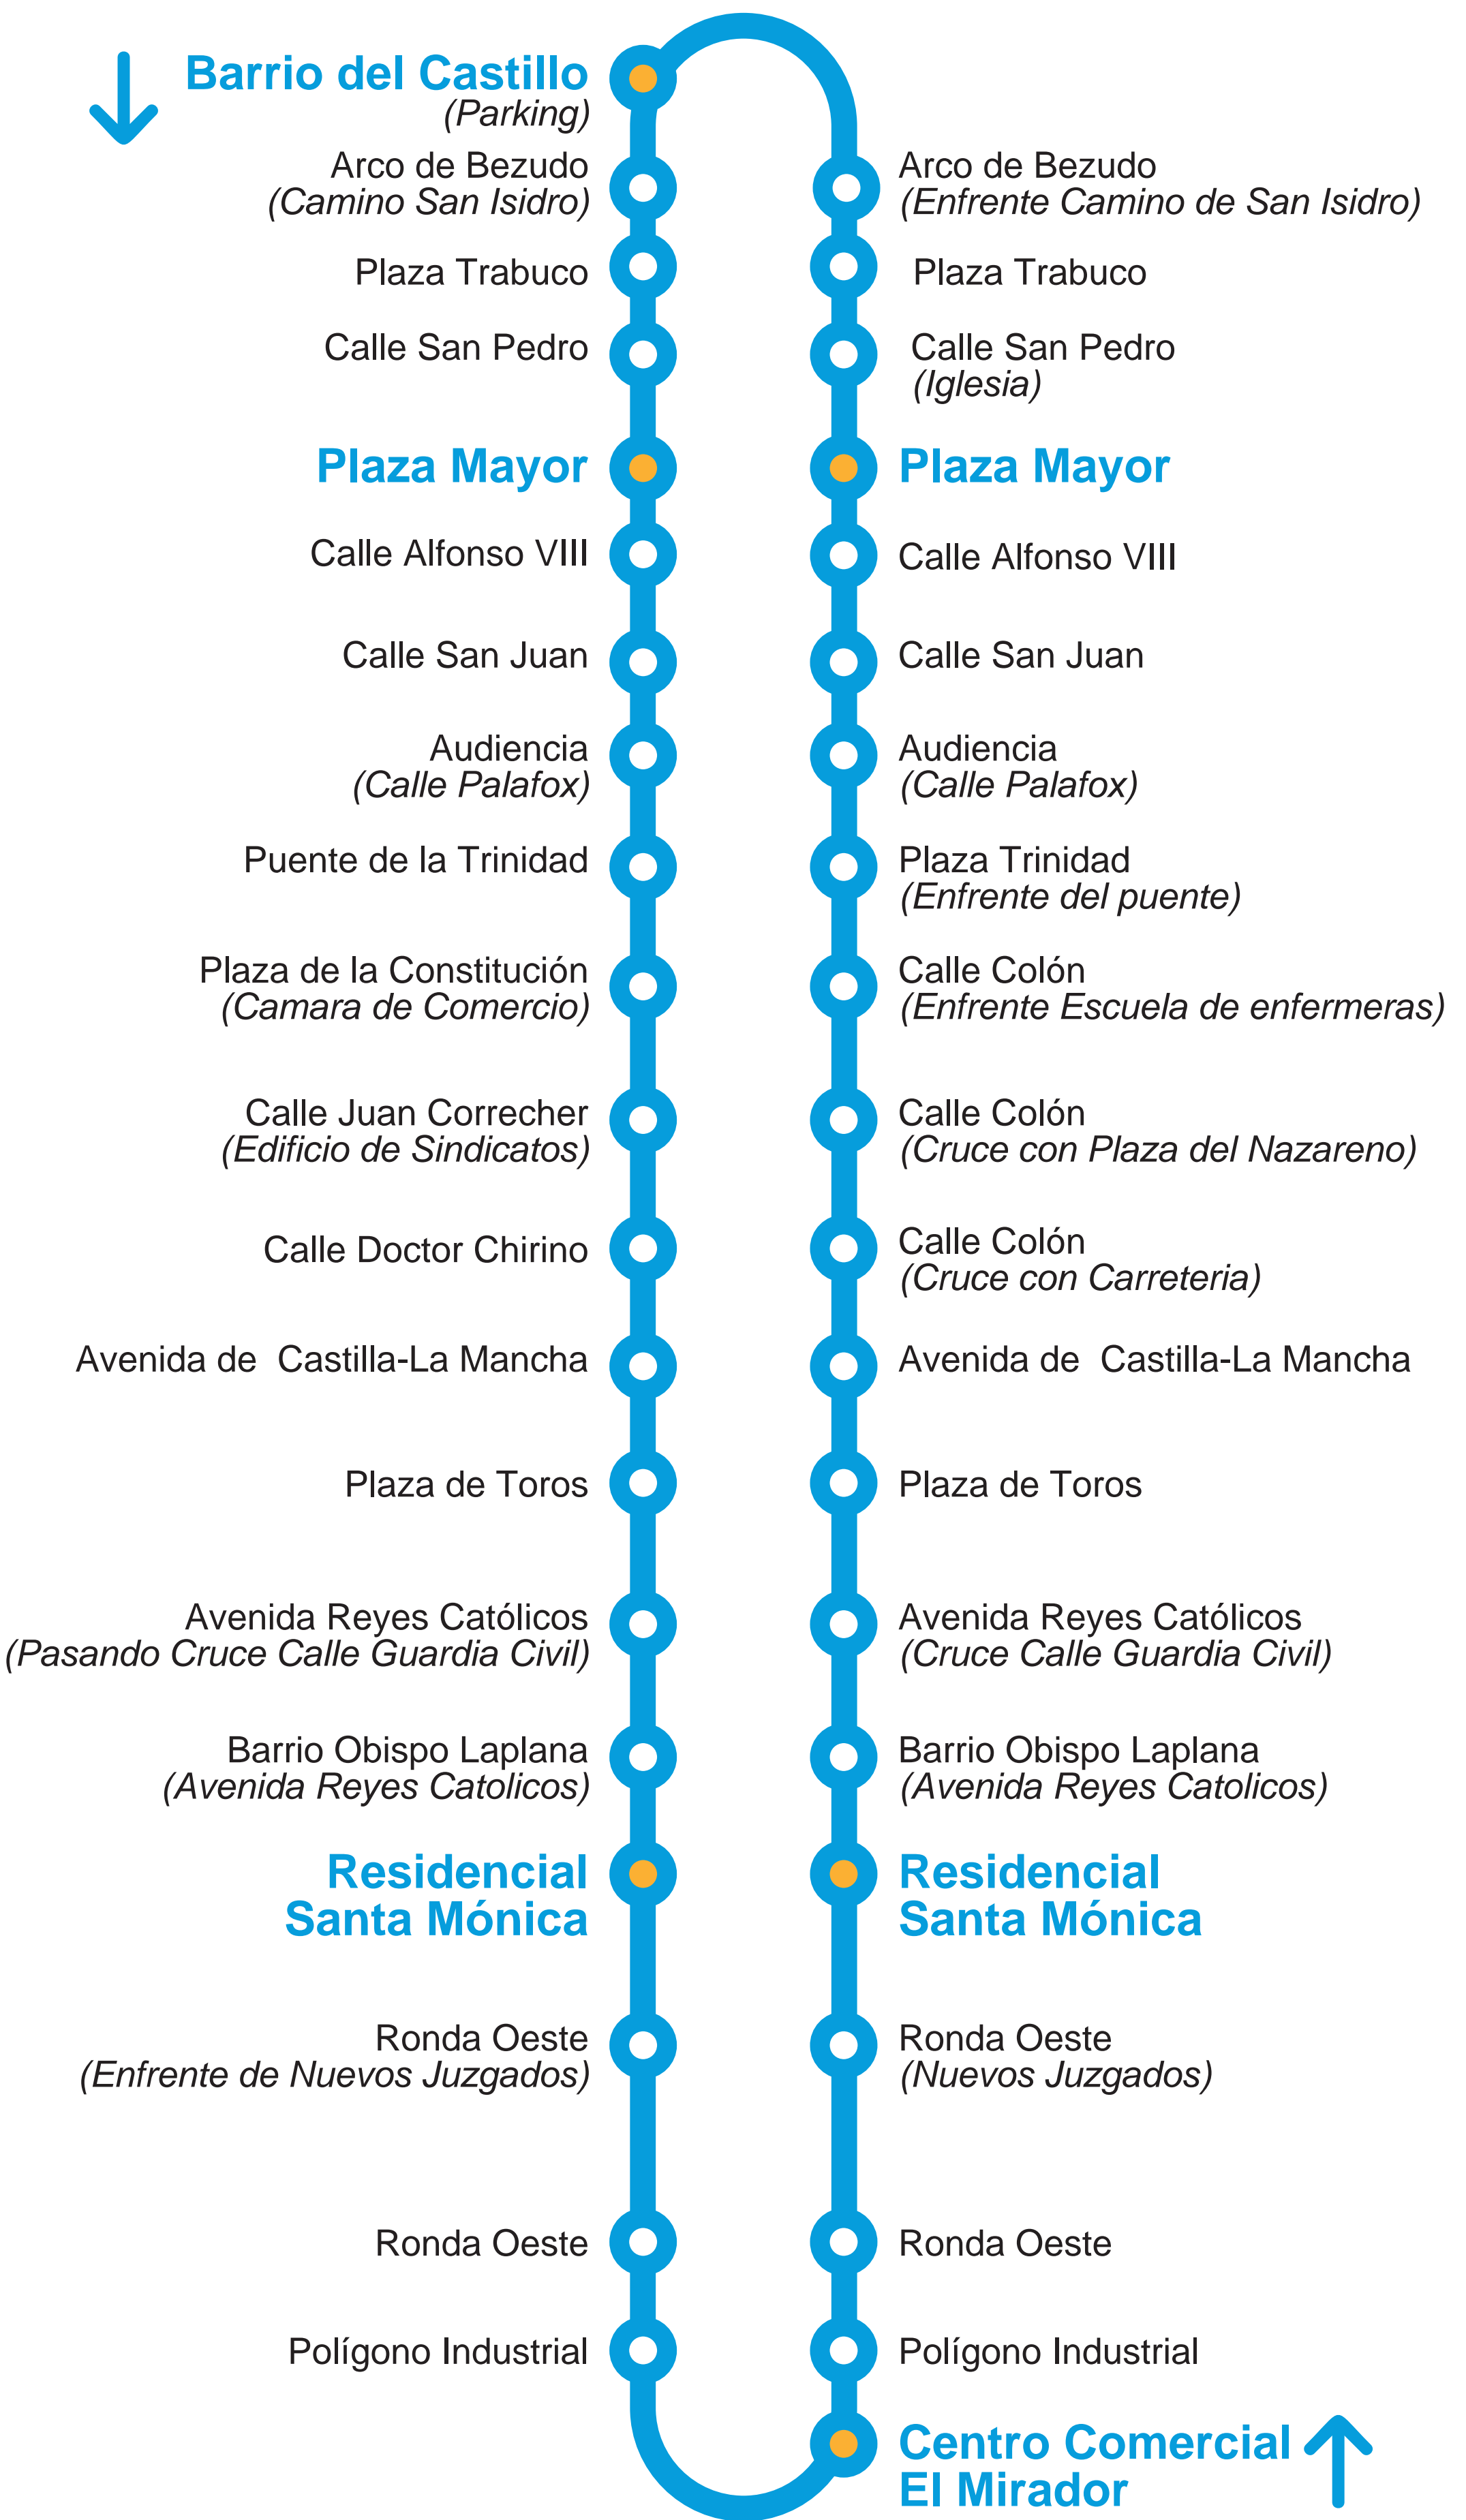 Barrio del Castillo
(Parking)
Arco de Bezudo
(Camino San Isidro)
Plaza Trabuco
Calle San Pedro
Plaza Mayor
Calle Alfonso VIII
Calle San Juan
Audiencia
(Calle Palafox)
Puente de la Trinidad
Plaza de la Constitución
(Camara de Comercio)
Calle Juan Correcher
(Edificio de Sindicatos)
Calle Doctor Chirino
Avenida de  Castilla-La Mancha
Plaza de Toros
Avenida Reyes Católicos
(Pasando Cruce Calle Guardia Civil)
Barrio Obispo Laplana
(Avenida Reyes Catolicos)
Residencial
Santa Mónica
Ronda Oeste
(Enfrente de Nuevos Juzgados)
Ronda Oeste
Polígono Industrial
Arco de Bezudo
(Enfrente Camino de San Isidro)
Plaza Trabuco
Calle San Pedro
(Iglesia)
Plaza Mayor
Calle Alfonso VIII
Calle San Juan
Audiencia
(Calle Palafox)
Plaza Trinidad
(Enfrente del puente)
Calle Colón
(Enfrente Escuela de enfermeras)
Calle Colón
(Cruce con Plaza del Nazareno)
Calle Colón
(Cruce con Carreteria)
Avenida de  Castilla-La Mancha
Plaza de Toros
Avenida Reyes Católicos
(Cruce Calle Guardia Civil)
Barrio Obispo Laplana
(Avenida Reyes Catolicos)
Residencial
Santa Mónica
Ronda Oeste
(Nuevos Juzgados)
Ronda Oeste
Polígono Industrial
Centro Comercial
El Mirador